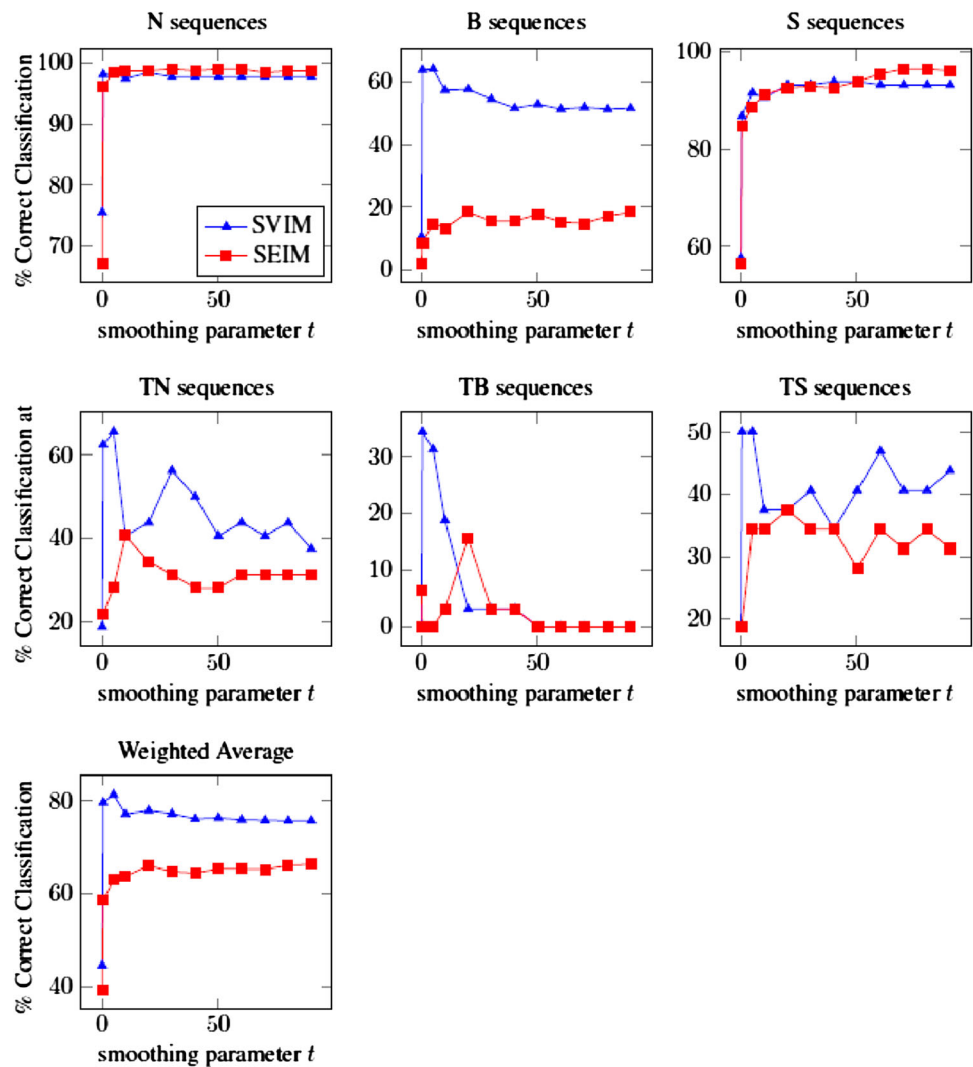 N sequences
B sequences
S sequences
% Correct Classification
100
90
80
70
SVIM
SEIM
0
50
smoothing parameter t
60
40
20
0
0
50
smoothing parameter t
100
80
60
0
50
smoothing parameter t
TN sequences
TB sequences
TS sequences
% Correct Classification at
60
40
20
0
50
smoothing parameter t
30
20
10
0
0
50
smoothing parameter t
50
40
30
20
0
50
smoothing parameter t
Weighted Average
% Correct Classification
80
60
40
0
50
smoothing parameter t